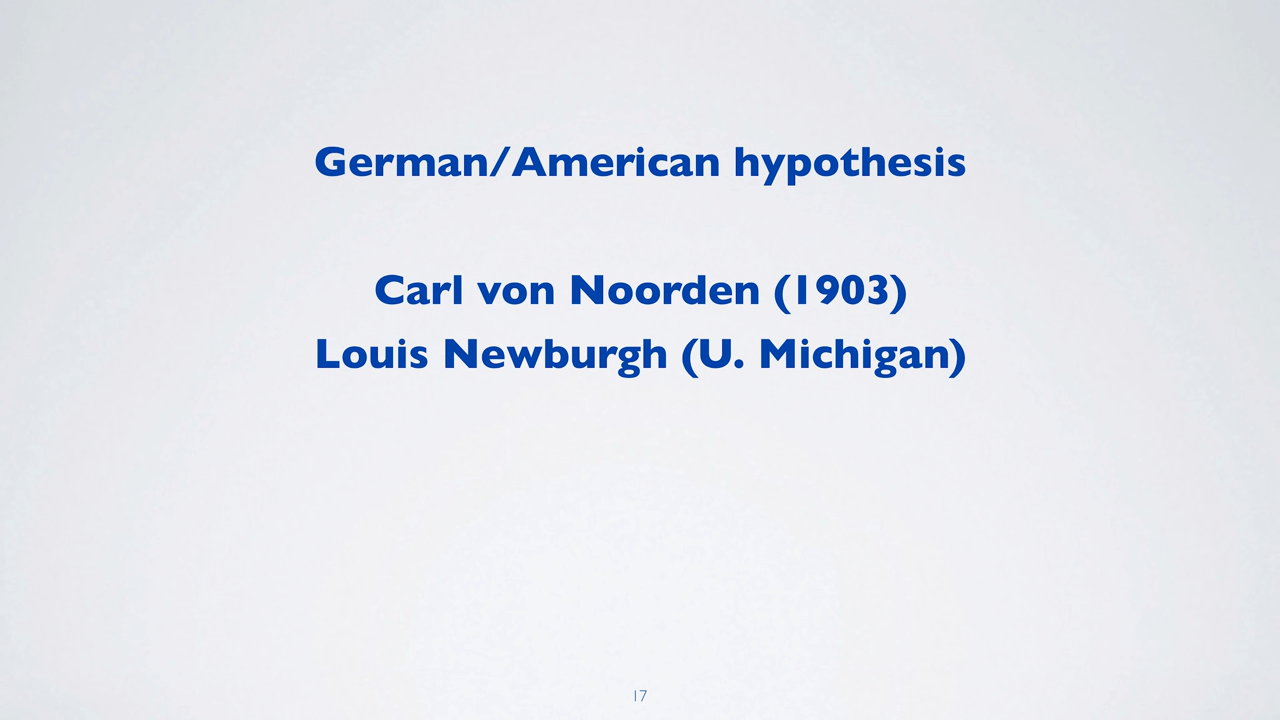 German/American hypothesis
Carl von Noorden (1903)
Louis Newburgh (U. Michigan)
17